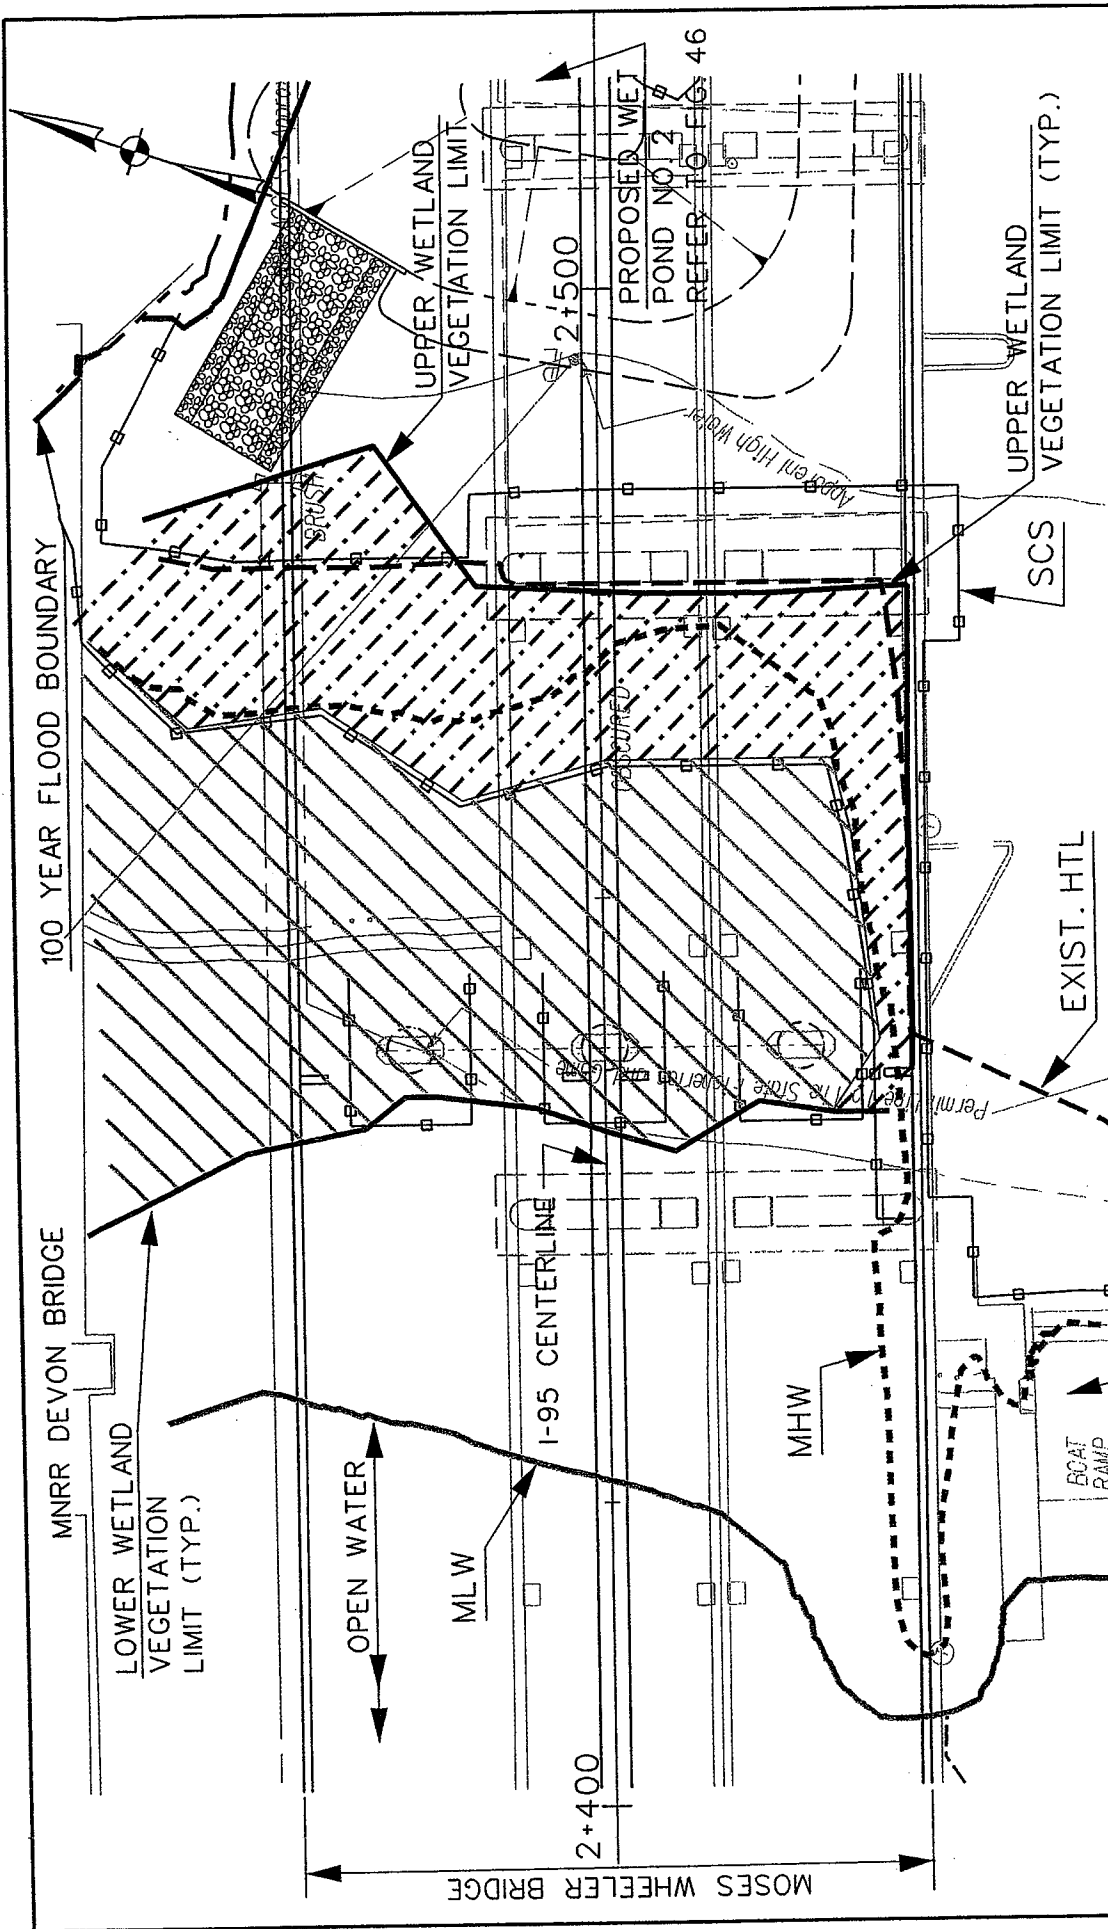 MNRR DEVON BRIDGE
100 YEAR FLOOD BOUNDARY
LOWER WETLAND
VEGETATION
LIMIT (TYP.)
OPEN WATER
MLW
I-95 CENTERLINE
UPPER WETLAND
VEGETATION LIMIT
BRUSH
2+400
2+500
PROPOSED WET
POND NO 2
REFER TO FIG 46
OBSCURED
Apparent High Water
MOSES WHEELER BRIDGE
MHW
EXIST. HTL
SCS
UPPER WETLAND
VEGETATION LIMIT (TYP.)
BOAT
RAMP